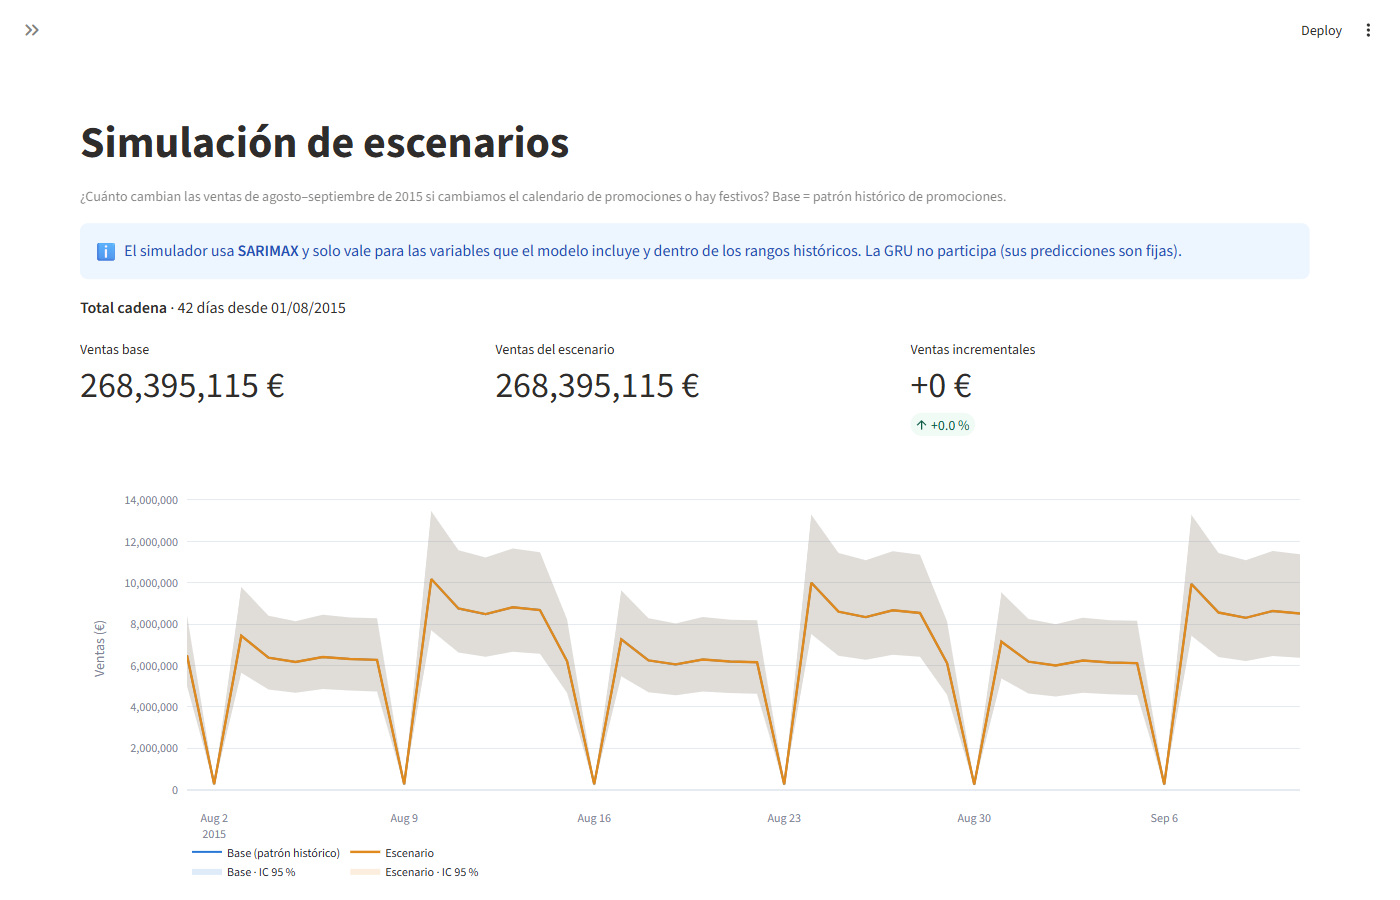 Deploy
Simulación de escenarios
¿Cuánto cambian las ventas de agosto–septiembre de 2015 si cambiamos el calendario de promociones o hay festivos? Base = patrón histórico de promociones.
El simulador usa SARIMAX y solo vale para las variables que el modelo incluye y dentro de los rangos históricos. La GRU no participa (sus predicciones son fijas).
Total cadena · 42 días desde 01/08/2015
Ventas base
268,395,115 €
Ventas del escenario
268,395,115 €
Ventas incrementales
+0 €
↑ +0.0 %
Ventas (€)
14,000,000
12,000,000
10,000,000
8,000,000
6,000,000
4,000,000
2,000,000
0
Aug 2
2015
Aug 9
Aug 16
Aug 23
Aug 30
Sep 6
Base (patrón histórico)
Escenario
Base · IC 95 %
Escenario · IC 95 %